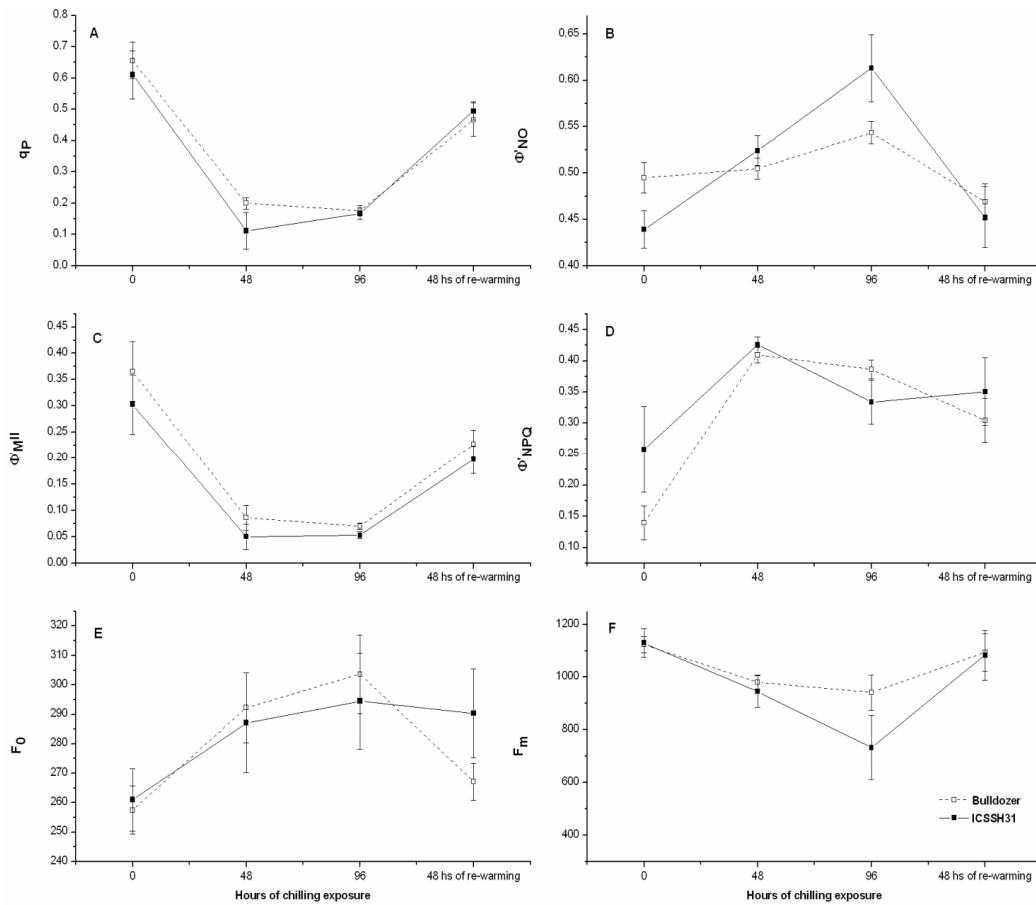 A
qP
0.8
0.7
0.6
0.5
0.4
0.3
0.2
0.1
0.0
0 48 96 48 hs of re-warming
B
Φ'NO
0.65
0.60
0.55
0.50
0.45
0.40
0 48 96 48 hs of re-warming
C
Φ'MII
0.45
0.40
0.35
0.30
0.25
0.20
0.15
0.10
0.05
0.00
0 48 96 48 hs of re-warming
D
Φ'NPQ
0.45
0.40
0.35
0.30
0.25
0.20
0.15
0.10
0 48 96 48 hs of re-warming
E
F0
320
310
300
290
280
270
260
250
240
0 48 96 48 hs of re-warming
Hours of chilling exposure
F
Fm
1200
1000
800
600
400
Bulldozer
ICSSH31
0 48 96 48 hs of re-warming
Hours of chilling exposure